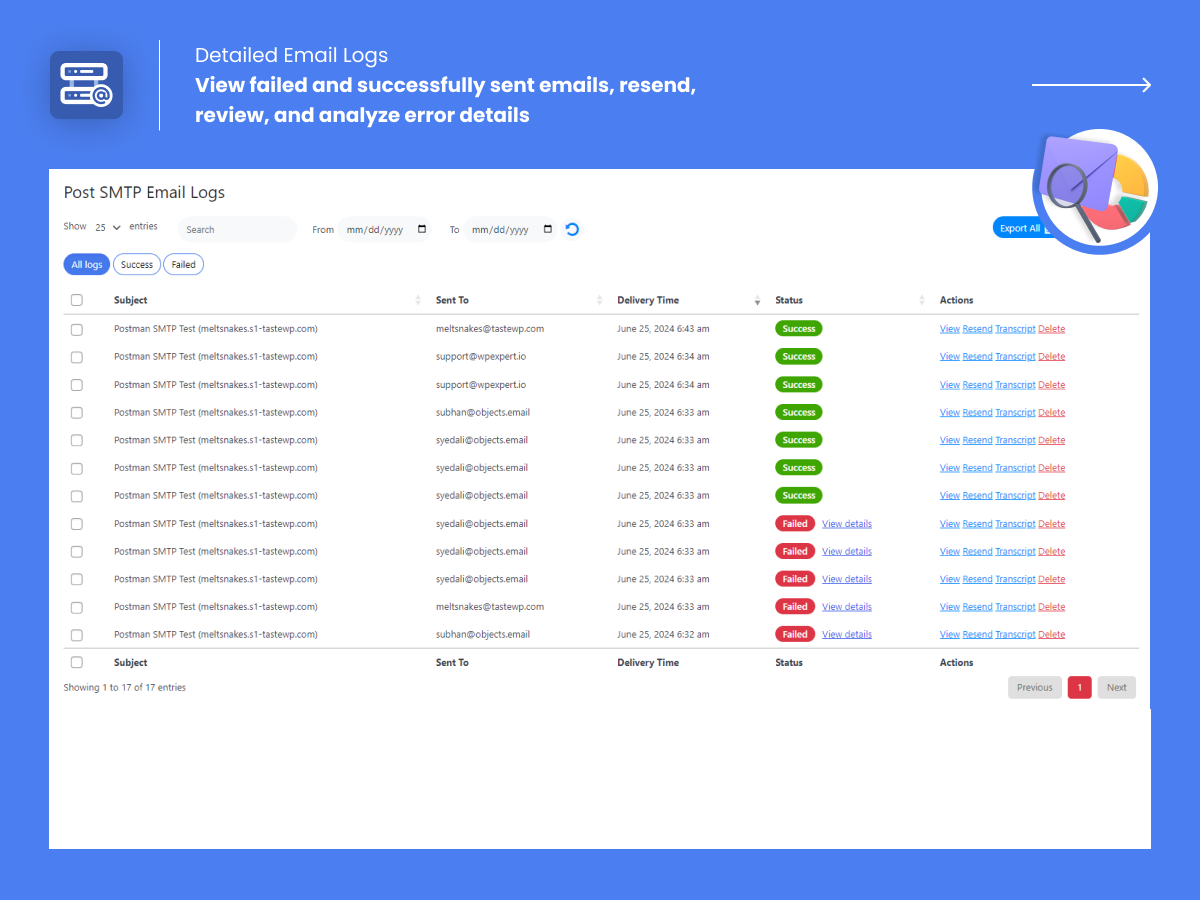 Detailed Email Logs
View failed and successfully sent emails, resend,
review, and analyze error details
Post SMTP Email Logs
Show 25 entries Search From mm/dd/yyyy To mm/dd/yyyy Export All
All logs Success Failed
Subject Sent To Delivery Time Status Actions
Postman SMTP Test (meltsnakes.s1-tastewp.com) meltsnakes@tastewp.com June 25, 2024 6:43 am Success View Resend Transcript Delete
Postman SMTP Test (meltsnakes.s1-tastewp.com) support@wpexpert.io June 25, 2024 6:34 am Success View Resend Transcript Delete
Postman SMTP Test (meltsnakes.s1-tastewp.com) support@wpexpert.io June 25, 2024 6:34 am Success View Resend Transcript Delete
Postman SMTP Test (meltsnakes.s1-tastewp.com) subhan@objects.email June 25, 2024 6:33 am Success View Resend Transcript Delete
Postman SMTP Test (meltsnakes.s1-tastewp.com) syedali@objects.email June 25, 2024 6:33 am Success View Resend Transcript Delete
Postman SMTP Test (meltsnakes.s1-tastewp.com) syedali@objects.email June 25, 2024 6:33 am Success View Resend Transcript Delete
Postman SMTP Test (meltsnakes.s1-tastewp.com) syedali@objects.email June 25, 2024 6:33 am Success View Resend Transcript Delete
Postman SMTP Test (meltsnakes.s1-tastewp.com) syedali@objects.email June 25, 2024 6:33 am Failed View details View Resend Transcript Delete
Postman SMTP Test (meltsnakes.s1-tastewp.com) syedali@objects.email June 25, 2024 6:33 am Failed View details View Resend Transcript Delete
Postman SMTP Test (meltsnakes.s1-tastewp.com) syedali@objects.email June 25, 2024 6:33 am Failed View details View Resend Transcript Delete
Postman SMTP Test (meltsnakes.s1-tastewp.com) meltsnakes@tastewp.com June 25, 2024 6:33 am Failed View details View Resend Transcript Delete
Postman SMTP Test (meltsnakes.s1-tastewp.com) subhan@objects.email June 25, 2024 6:32 am Failed View details View Resend Transcript Delete
Subject Sent To Delivery Time Status Actions
Showing 1 to 17 of 17 entries Previous 1 Next